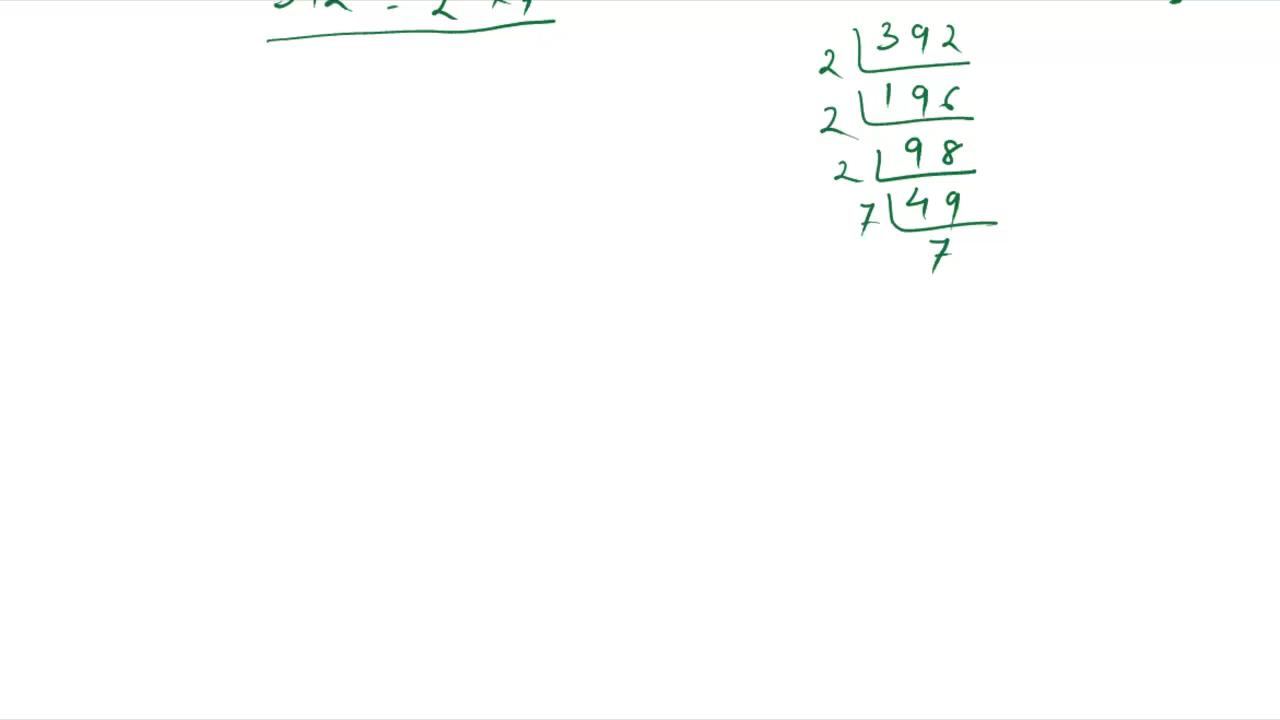 2 | 392
2 | 196
2 | 98
7 | 49
7